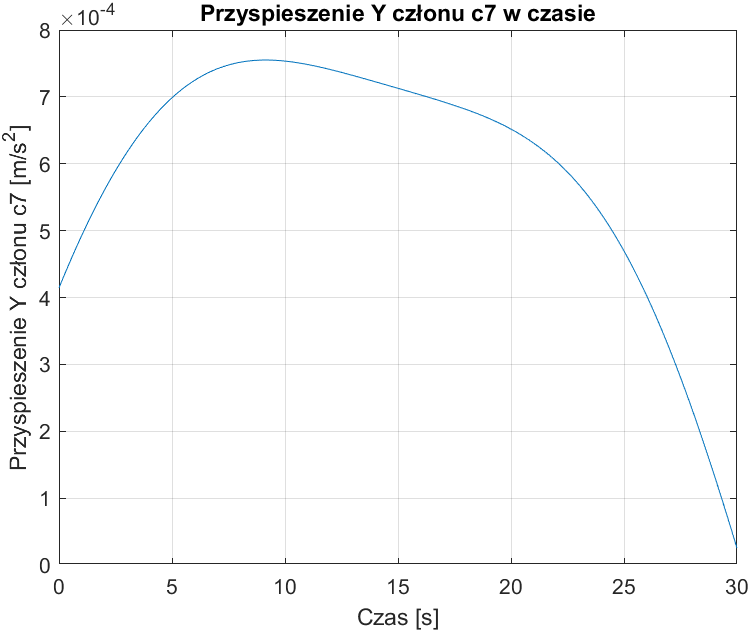 Przyspieszenie Y członu c7 w czasie
×10⁻⁴
Przyspieszenie Y członu c7 [m/s²]
8
7
6
5
4
3
2
1
0
0 5 10 15 20 25 30
Czas [s]